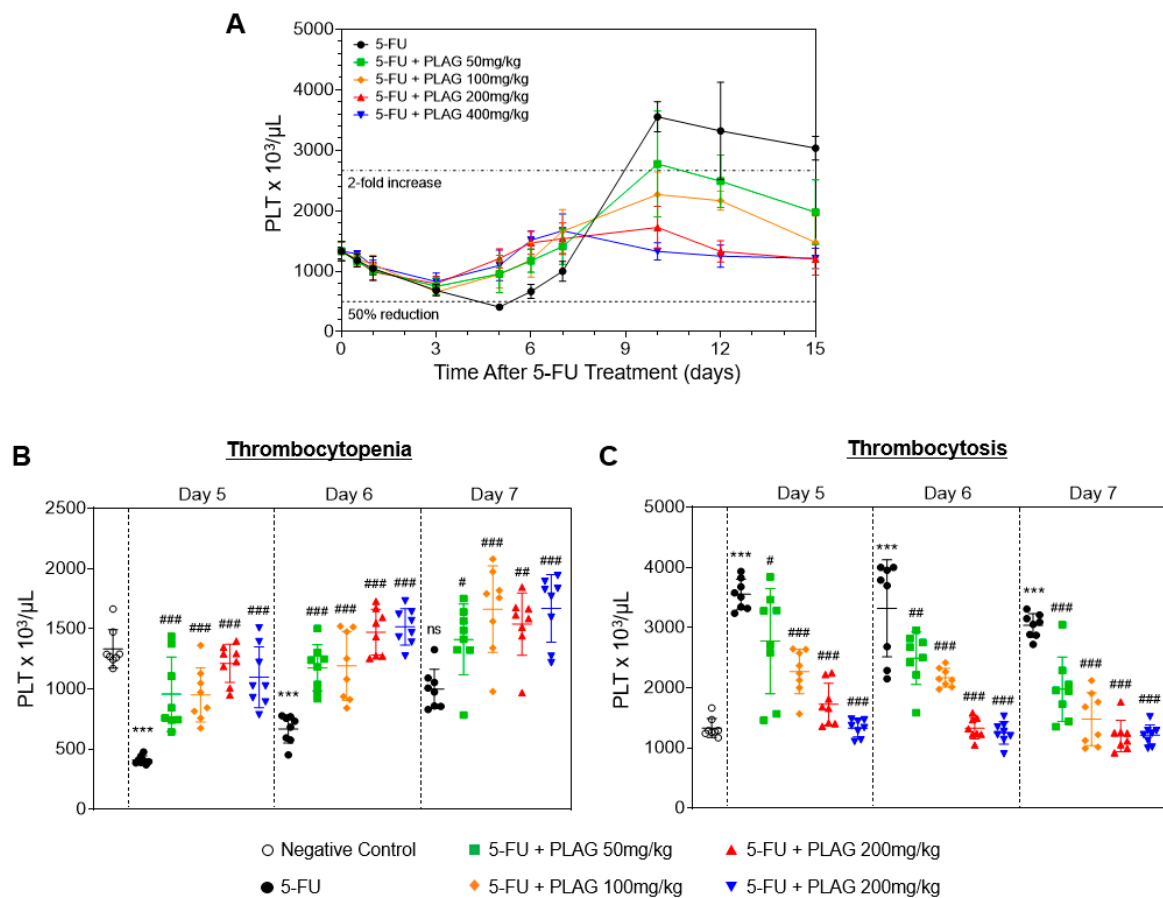 A
5000
4000
3000
2000
1000
0
PLT x 10³/µL
5-FU
5-FU + PLAG 50mg/kg
5-FU + PLAG 100mg/kg
5-FU + PLAG 200mg/kg
5-FU + PLAG 400mg/kg
2-fold increase
50% reduction
0 3 6 9 12 15
Time After 5-FU Treatment (days)
B
Thrombocytopenia
Day 5 Day 6 Day 7
2500
2000
1500
1000
500
0
PLT x 10³/µL
*** ### ### ### ###
*** ### ### ### ###
ns # ### ## ###
C
Thrombocytosis
Day 5 Day 6 Day 7
5000
4000
3000
2000
1000
0
PLT x 10³/µL
*** # ### ### ###
*** ## ### ### ###
*** ### ### ### ###
Negative Control
5-FU + PLAG 50mg/kg
5-FU + PLAG 200mg/kg
5-FU
5-FU + PLAG 100mg/kg
5-FU + PLAG 200mg/kg